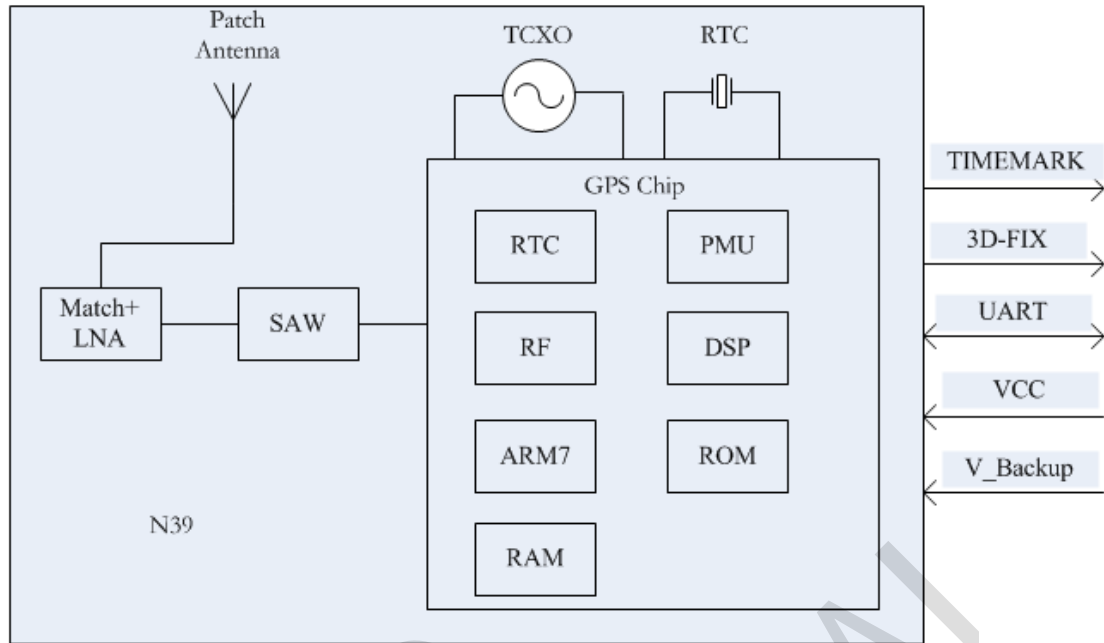 Patch
Antenna
TCXO
RTC
GPS Chip
RTC
PMU
Match+
LNA
SAW
RF
DSP
ARM7
ROM
RAM
N39
TIMEMARK
3D-FIX
UART
VCC
V_Backup